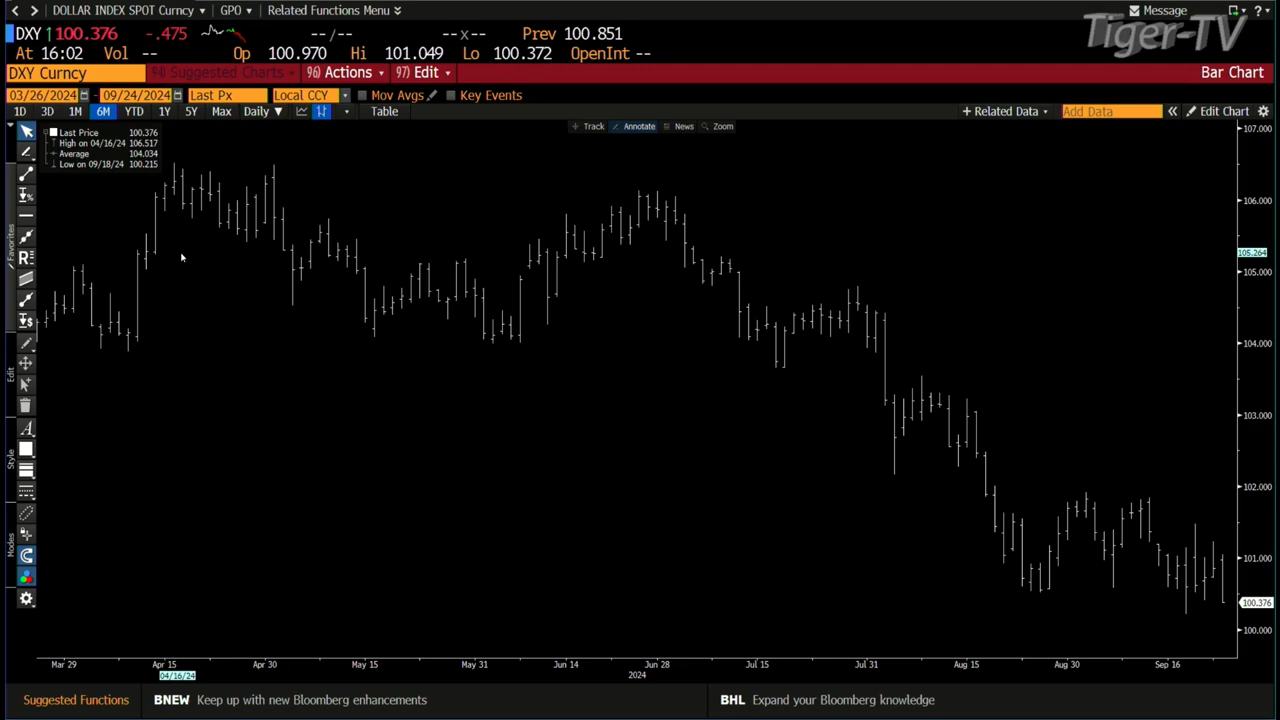 DOLLAR INDEX SPOT Curncy GPO Related Functions Menu Message ?
Tiger-TV
DXY ↑100.376 -.475 --/-- --x-- Prev 100.851
At 16:02 Vol -- Op 100.970 Hi 101.049 Lo 100.372 OpenInt --
DXY Curncy 94) Suggested Charts 96) Actions 97) Edit Bar Chart
03/26/2024 - 09/24/2024 Last Px Local CCY Mov Avgs Key Events
1D 3D 1M 6M YTD 1Y 5Y Max Daily ▼ Table + Related Data Add Data « Edit Chart
Track Annotate News Zoom
Last Price 100.376
High on 04/16/24 106.517
Average 104.034
Low on 09/18/24 100.215
Favorites
Edit
Style
Modes
107.000
106.000
105.264
105.000
104.000
103.000
102.000
101.000
100.376
100.000
Mar 29 Apr 15 Apr 30 May 15 May 31 Jun 14 Jun 28 Jul 15 Jul 31 Aug 15 Aug 30 Sep 16
04/16/24 2024
Suggested Functions BNEW Keep up with new Bloomberg enhancements BHL Expand your Bloomberg knowledge